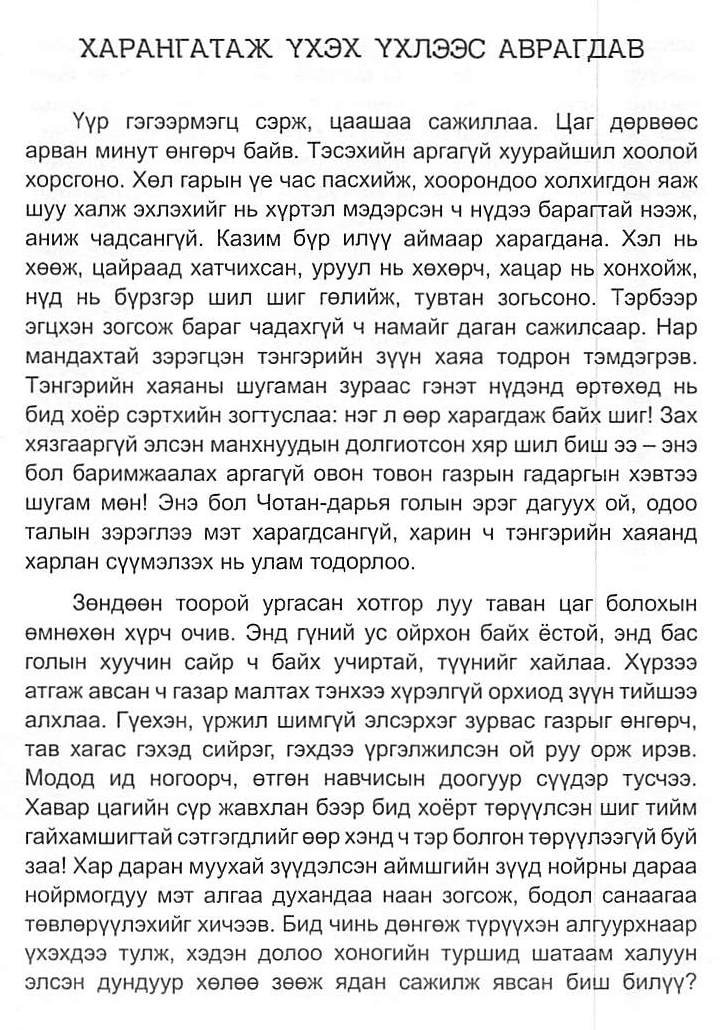 ХАРАНГАТАЖ ҮХЭХ ҮХЛЭЭС АВРАГДАВ
Үүр гэгээрмэгц сэрж, цаашаа сажиллаа. Цаг дөрвөөс
арван минут өнгөрч байв. Тэсэхийн аргагүй хуурайшил хоолой
хорсгоно. Хөл гарын үе час пасхийж, хоорондоо холхигдон яаж
шуу халж эхлэхийг нь хүртэл мэдэрсэн ч нүдээ барагтай нээж,
аниж чадсангүй. Казим бүр илүү аймаар харагдана. Хэл нь
хөөж, цайраад хатчихсан, уруул нь хөхөрч, хацар нь хонхойж,
нүд нь бүрзгэр шил шиг гөлийж, тувтан зогьсоно. Тэрбээр
эгцхэн зогсож бараг чадахгүй ч намайг даган сажилсаар. Нар
мандахтай зэрэгцэн тэнгэрийн зүүн хаяа тодрон тэмдэгрэв.
Тэнгэрийн хаяаны шугаман зураас гэнэт нүдэнд өртөхөд нь
бид хоёр сэртхийн зогтуслаа: нэг л өөр харагдаж байх шиг! Зах
хязгааргүй элсэн манхнуудын долгиотсон хяр шил биш ээ – энэ
бол баримжаалах аргагүй овон товон газрын гадаргын хэвтээ
шугам мөн! Энэ бол Чотан-дарья голын эрэг дагуух ой, одоо
талын зэрэглээ мэт харагдсангүй, харин ч тэнгэрийн хаяанд
харлан сүүмэлзэх нь улам тодорлоо.
Зөндөөн тоорой ургасан хотгор луу таван цаг болохын
өмнөхөн хүрч очив. Энд гүний ус ойрхон байх ёстой, энд бас
голын хуучин сайр ч байх учиртай, түүнийг хайлаа. Хүрзээ
атгаж авсан ч газар малтах тэнхээ хүрэлгүй орхиод зүүн тийшээ
алхлаа. Гүехэн, үржил шимгүй элсэрхэг зурвас газрыг өнгөрч,
тав хагас гэхэд сийрэг, гэхдээ үргэлжилсэн ой руу орж ирэв.
Модод ид ногоорч, өтгөн навчисын доогуур сүүдэр тусчээ.
Хавар цагийн сүр жавхлан бээр бид хоёрт төрүүлсэн шиг тийм
гайхамшигтай сэтгэгдлийг өөр хэнд ч тэр болгон төрүүлээгүй буй
заа! Хар даран муухай зүүдэлсэн аймшгийн зүүд нойрны дараа
нойрмогдуу мэт алгаа духандаа наан зогсож, бодол санаагаа
төвлөрүүлэхийг хичээв. Бид чинь дөнгөж түрүүхэн алгуурхнаар
үхэхдээ тулж, хэдэн долоо хоногийн туршид шатаам халуун
элсэн дундуур хөлөө зөөж ядан сажилж явсан биш билүү?